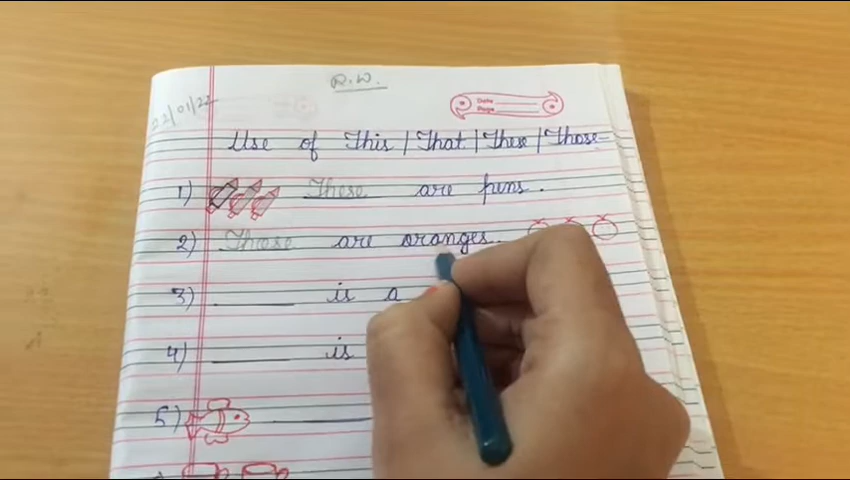 R.W.
22/01/22
Date
Page
Use of This | That | These | Those
1) These are pens.
2) Those are oranges.
3) ______ is a
4) ______ is
5) ______